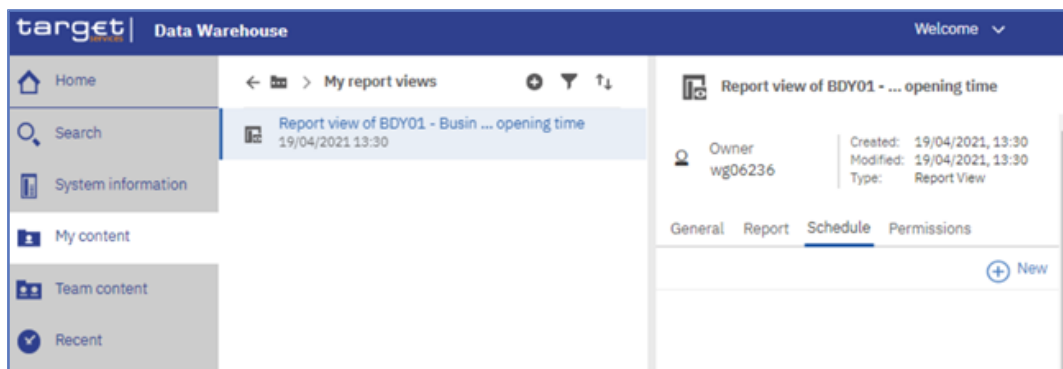 target| Data Warehouse
services
Welcome
Home
Search
System information
My content
Team content
Recent
My report views
Report view of BDY01 - Busin ... opening time
19/04/2021 13:30
Report view of BDY01 - ... opening time
Owner
wg06236
Created: 19/04/2021, 13:30
Modified: 19/04/2021, 13:30
Type: Report View
General Report Schedule Permissions
New